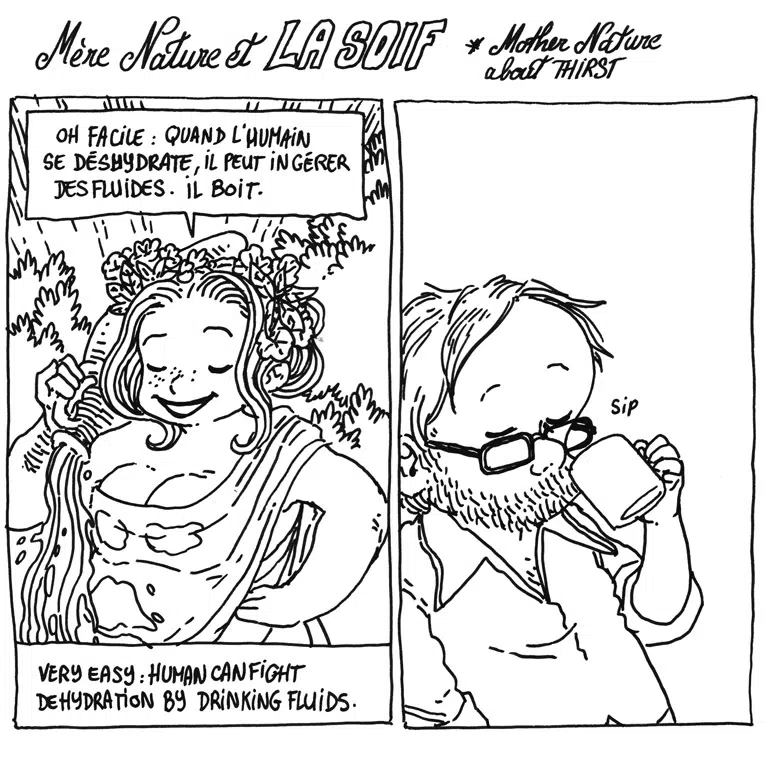 Mère Nature et LA SOIF
* Mother Nature
about THIRST
OH FACILE : QUAND L'HUMAIN
SE DÉSHYDRATE, IL PEUT INGÉRER
DES FLUIDES. IL BOIT.
SIP
VERY EASY : HUMAN CAN FIGHT
DEHYDRATION BY DRINKING FLUIDS.